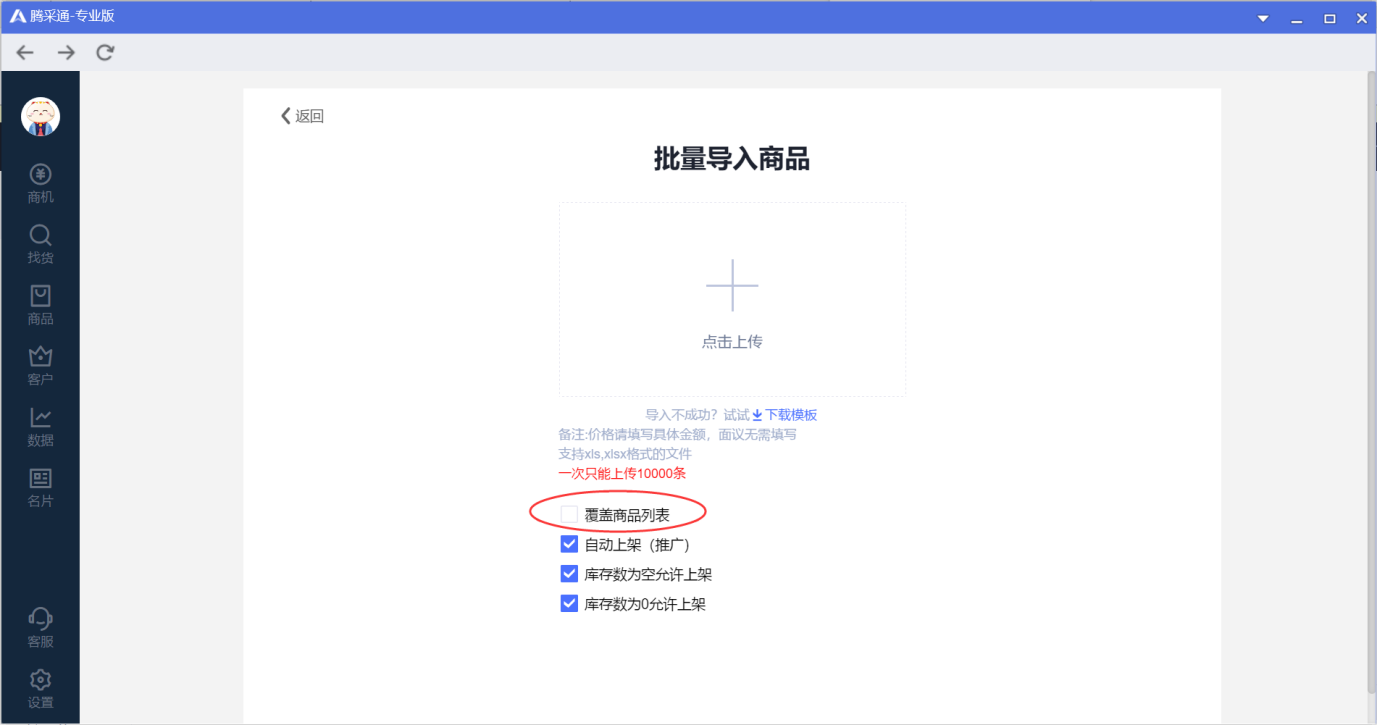 腾采通-专业版
返回
商机
找货
商品
客户
数据
名片
客服
设置
批量导入商品
点击上传
导入不成功？试试下载模板
备注:价格请填写具体金额，面议无需填写
支持xls,xlsx格式的文件
一次只能上传10000条
覆盖商品列表
自动上架（推广）
库存数为空允许上架
库存数为0允许上架